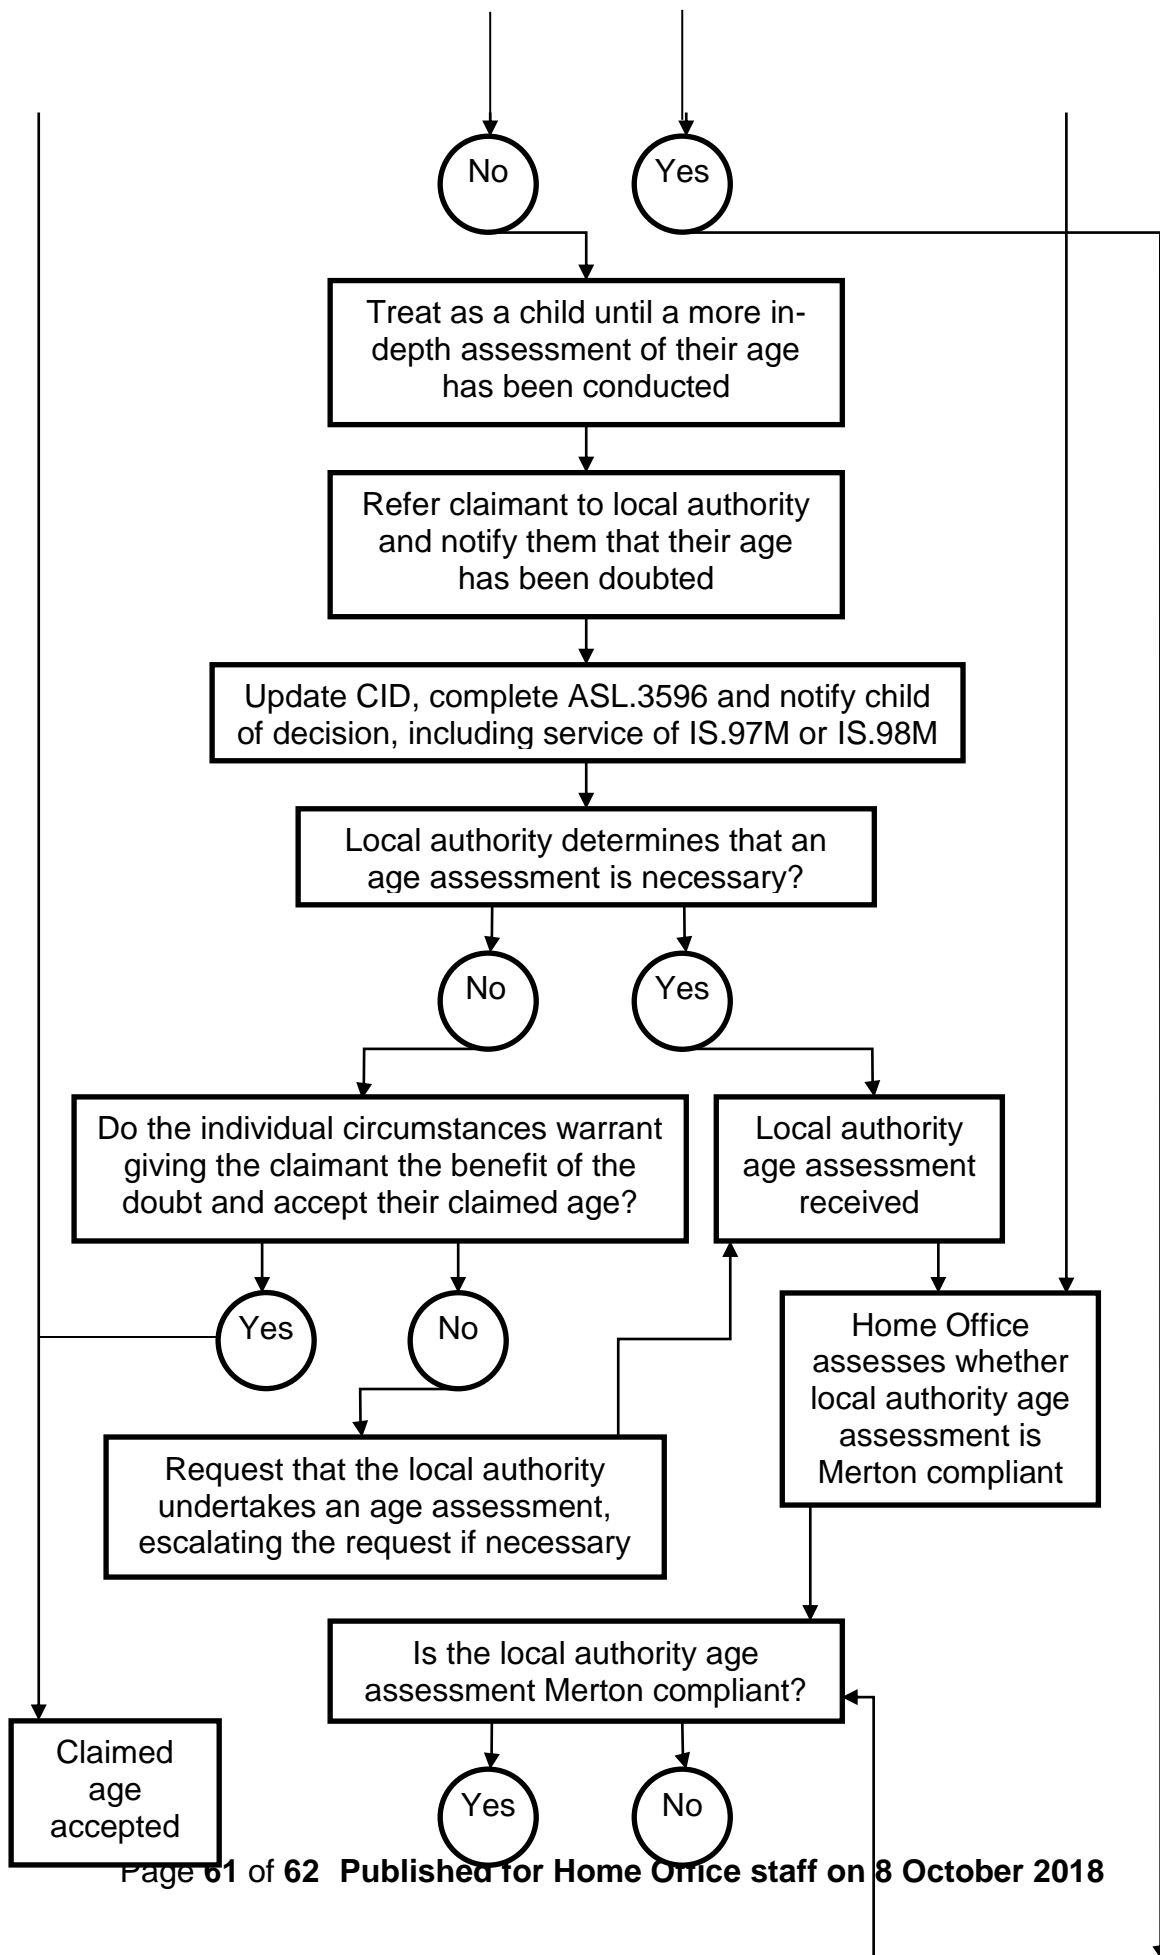 No
Yes
Treat as a child until a more in-
depth assessment of their age
has been conducted
Refer claimant to local authority
and notify them that their age
has been doubted
Update CID, complete ASL.3596 and notify child
of decision, including service of IS.97M or IS.98M
Local authority determines that an
age assessment is necessary?
No
Yes
Do the individual circumstances warrant
giving the claimant the benefit of the
doubt and accept their claimed age?
Local authority
age assessment
received
Yes
No
Home Office
assesses whether
local authority age
assessment is
Merton compliant
Request that the local authority
undertakes an age assessment,
escalating the request if necessary
Is the local authority age
assessment Merton compliant?
Claimed
age
accepted
Yes
No
Page 61 of 62 Published for Home Office staff on 8 October 2018